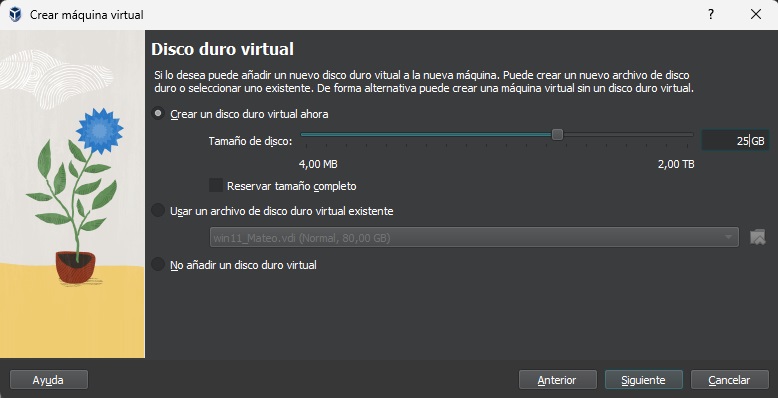 Crear máquina virtual
?
Disco duro virtual
Si lo desea puede añadir un nuevo disco duro vitual a la nueva máquina. Puede crear un nuevo archivo de disco
duro o seleccionar uno existente. De forma alternativa puede crear una máquina virtual sin un disco duro virtual.
Crear un disco duro virtual ahora
Tamaño de disco:
25 GB
4,00 MB
2,00 TB
Reservar tamaño completo
Usar un archivo de disco duro virtual existente
win11_Mateo.vdi (Normal, 80,00 GB)
No añadir un disco duro virtual
Ayuda
Anterior
Siguiente
Cancelar